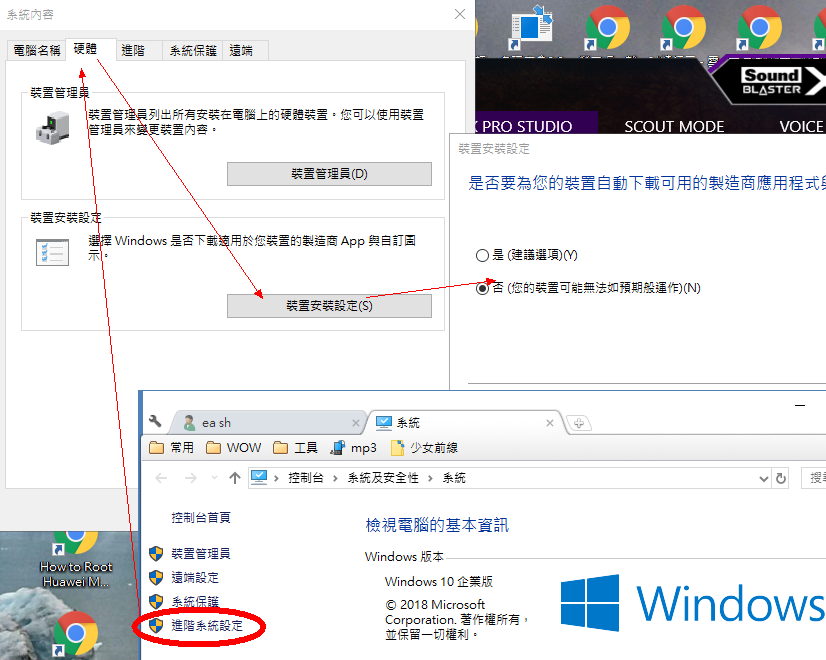 系統內容
電腦名稱 硬體 進階 系統保護 遠端
裝置管理員
裝置管理員列出所有安裝在電腦上的硬體裝置。您可以使用裝置
管理員來變更裝置內容。
裝置管理員(D)
裝置安裝設定
選擇 Windows 是否下載適用於您裝置的製造商 App 與自訂圖
示。
裝置安裝設定(S)
Sound
BLASTER
PRO STUDIO SCOUT MODE VOICE
裝置安裝設定
是否要為您的裝置自動下載可用的製造商應用程式
是 (建議選項)(Y)
否 (您的裝置可能無法如預期般運作)(N)
ea sh 系統
常用 WOW 工具 mp3 少女前線
控制台 系統及安全性 系統
控制台首頁
裝置管理員
遠端設定
系統保護
進階系統設定
檢視電腦的基本資訊
Windows 版本
Windows 10 企業版
© 2018 Microsoft
Corporation. 著作權所有，
並保留一切權利。
Windows
How to Root
Huawei M...